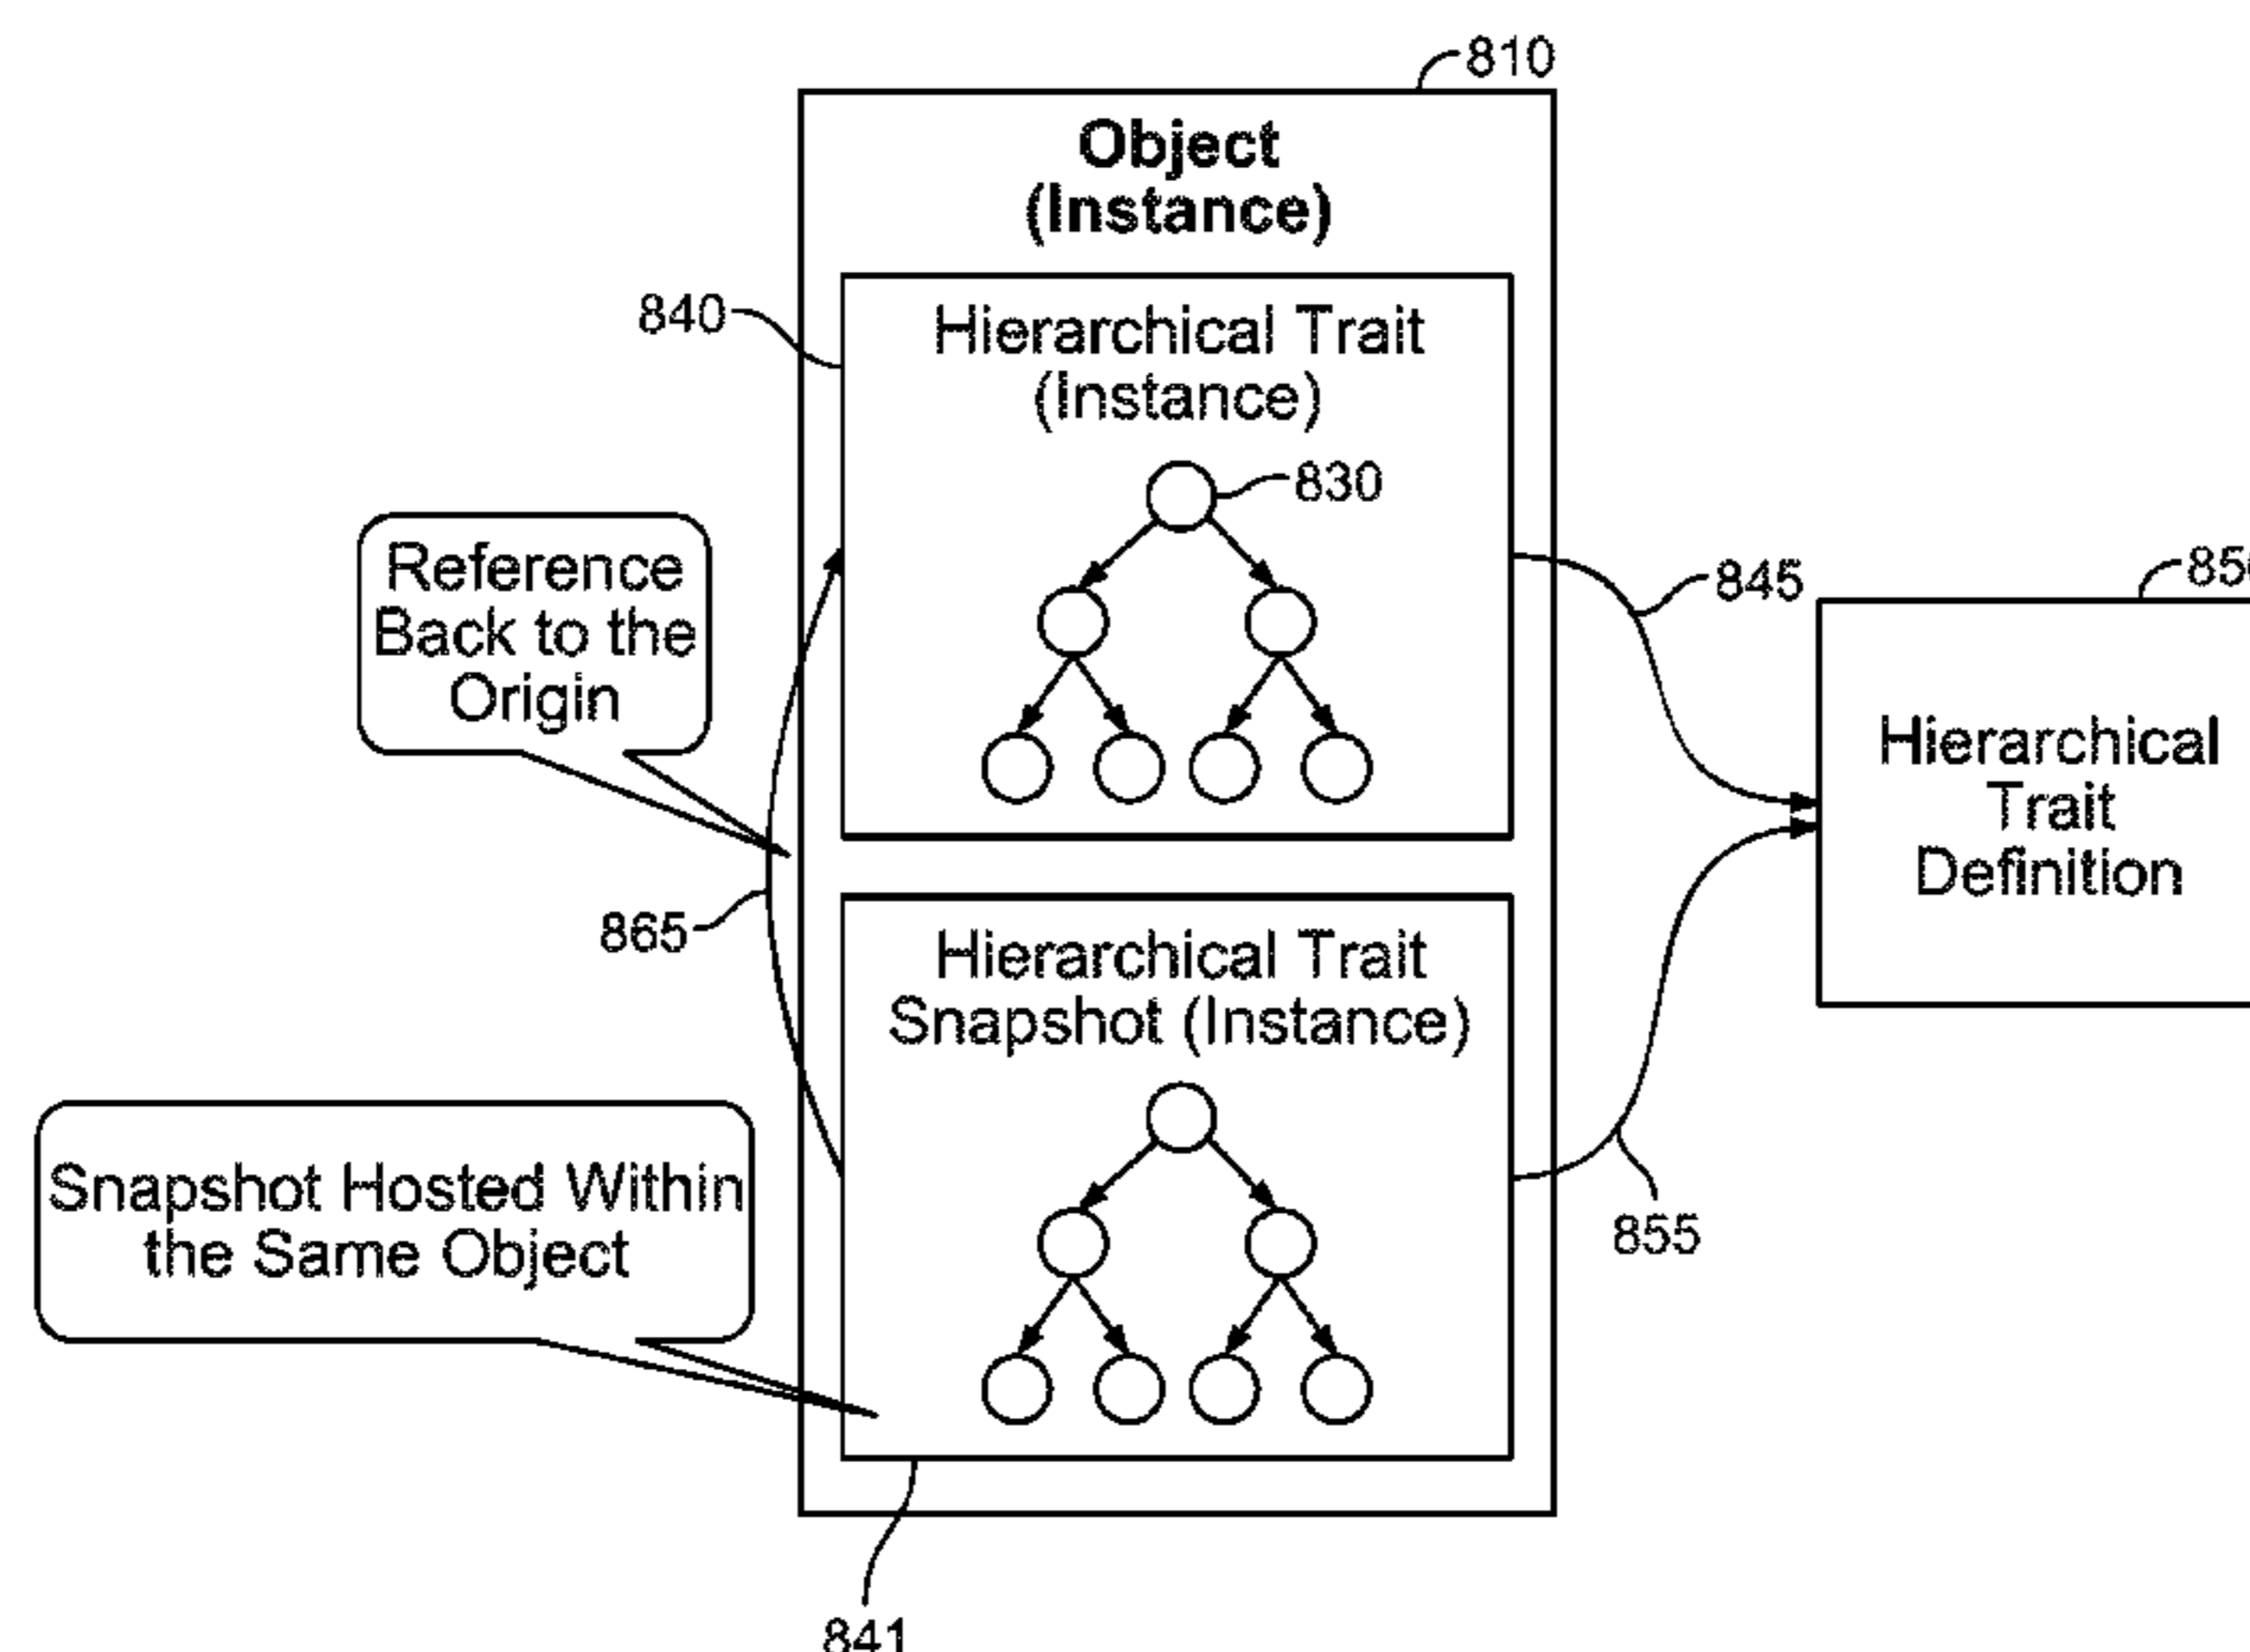 810
Object
(Instance)
840
Hierarchical Trait
(Instance)
830
Reference
Back to the
Origin
845
Hierarchical
Trait
Definition
865
Hierarchical Trait
Snapshot (Instance)
Snapshot Hosted Within
the Same Object
855
841